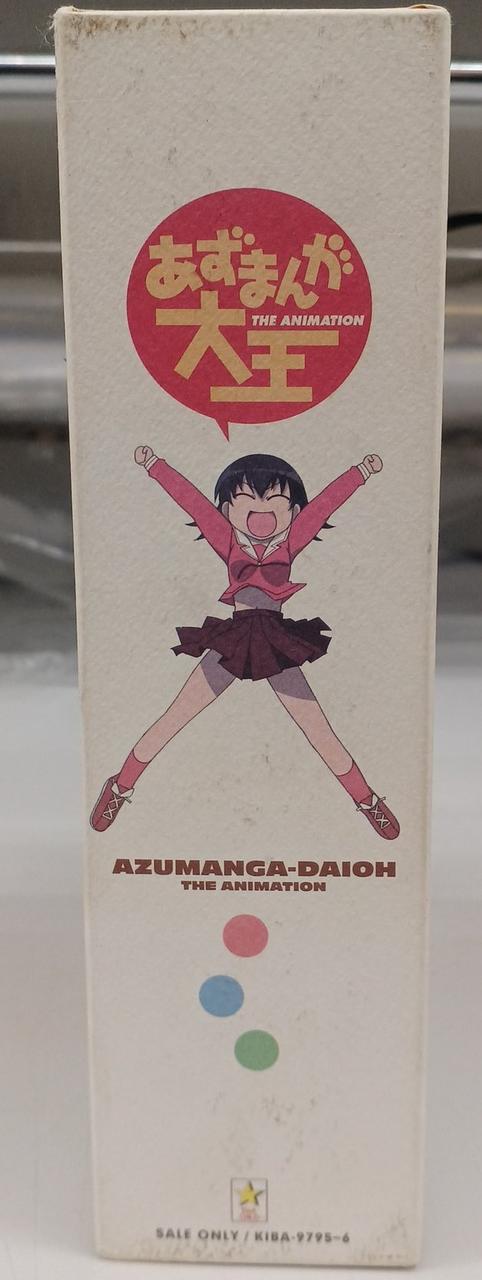 あずまんが
大王
THE ANIMATION
AZUMANGA-DAIOH
THE ANIMATION
SALE ONLY / KIBA-9795~6